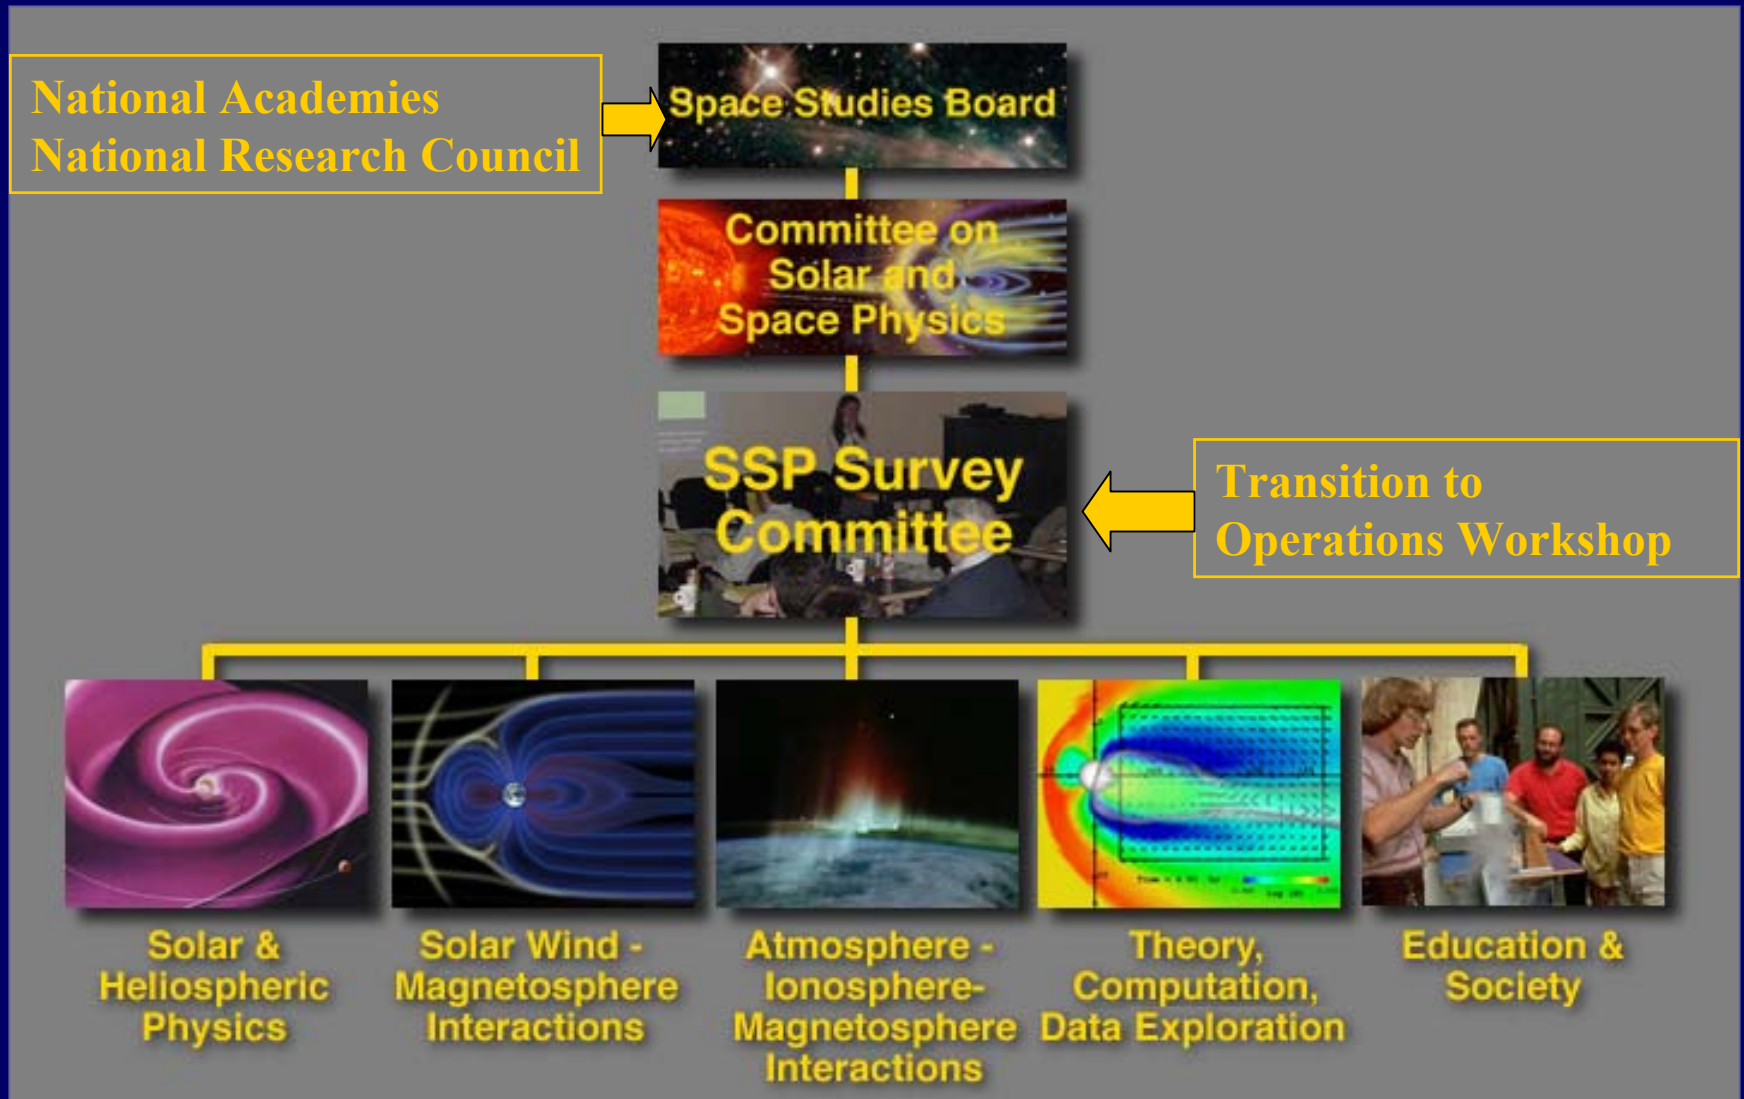 National Academies
National Research Council
Space Studies Board
Committee on
Solar and
Space Physics
SSP Survey
Committee
Transition to
Operations Workshop
Solar &
Heliospheric
Physics
Solar Wind -
Magnetosphere
Interactions
Atmosphere -
Ionosphere-
Magnetosphere
Interactions
Theory,
Computation,
Data Exploration
Education &
Society